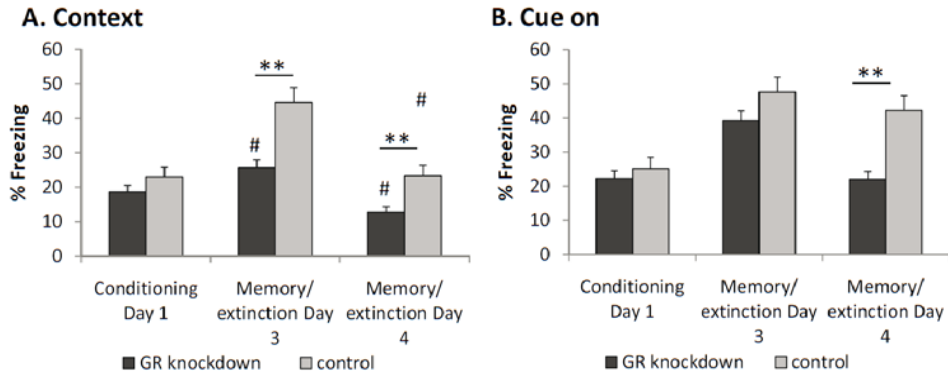 A. Context
60
50
40
30
20
10
0
% Freezing
**
#
**
#
#
Conditioning
Day 1
Memory/
extinction Day
3
Memory/
extinction Day
4
GR knockdown control
B. Cue on
60
50
40
30
20
10
0
% Freezing
**
Conditioning
Day 1
Memory/
extinction Day
3
Memory/
extinction Day
4
GR knockdown control